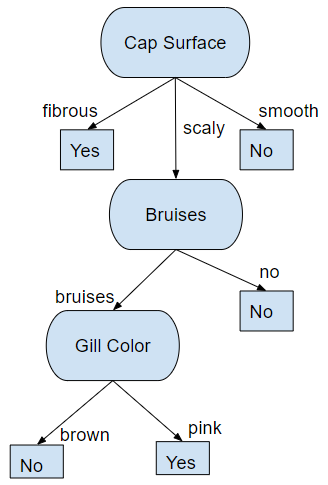 Cap Surface
fibrous
smooth
scaly
Yes
No
Bruises
no
bruises
No
Gill Color
brown
pink
No
Yes